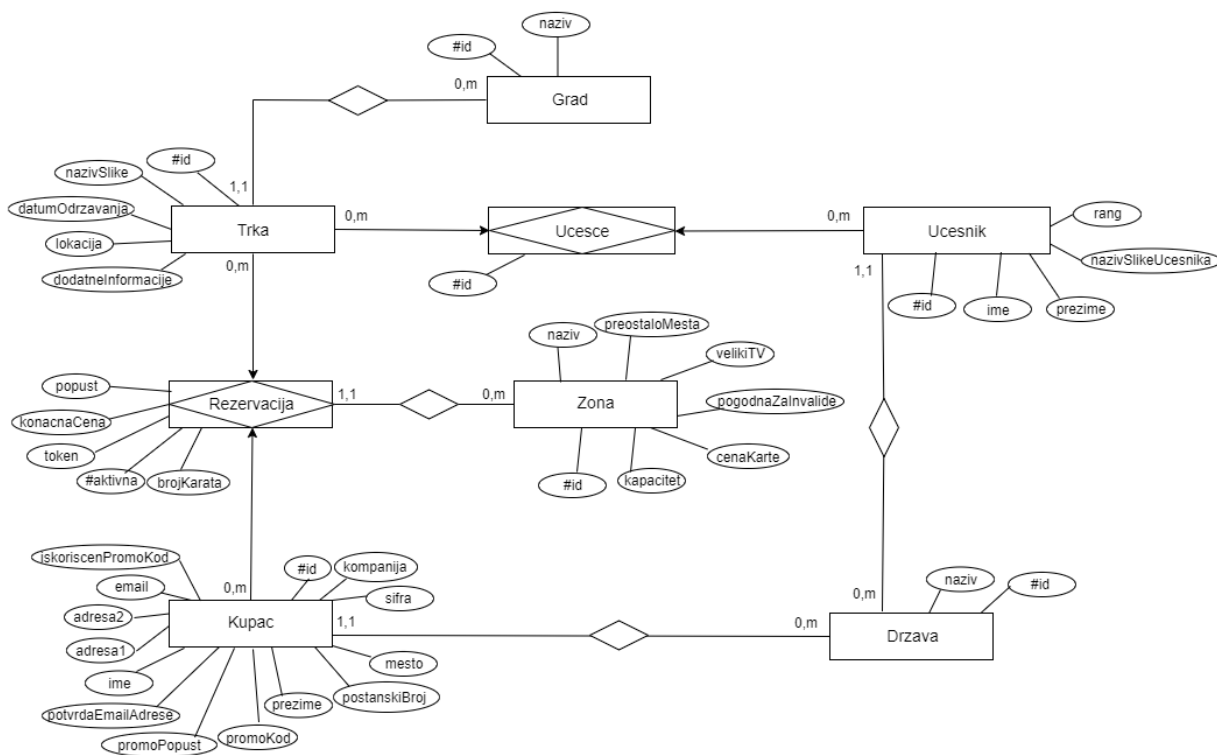 naziv
#id
0,m
Grad
#id
nazivSlike
1,1
datumOdrzavanja
Trka
0,m
Ucesce
0,m
Ucesnik
rang
lokacija
0,m
nazivSlikeUcesnika
dodatneInformacije
#id
1,1
#id
ime
prezime
naziv
preostaloMesta
velikiTV
popust
1,1
0,m
pogodnaZaInvalide
Rezervacija
Zona
konacnaCena
token
cenaKarte
#aktivna
brojKarata
#id
kapacitet
iskoriscenPromoKod
#id
kompanija
email
0,m
sifra
naziv
#id
adresa2
0,m
Kupac
1,1
0,m
Drzava
adresa1
mesto
ime
postanskiBroj
prezime
potvrdaEmailAdrese
promoKod
promoPopust